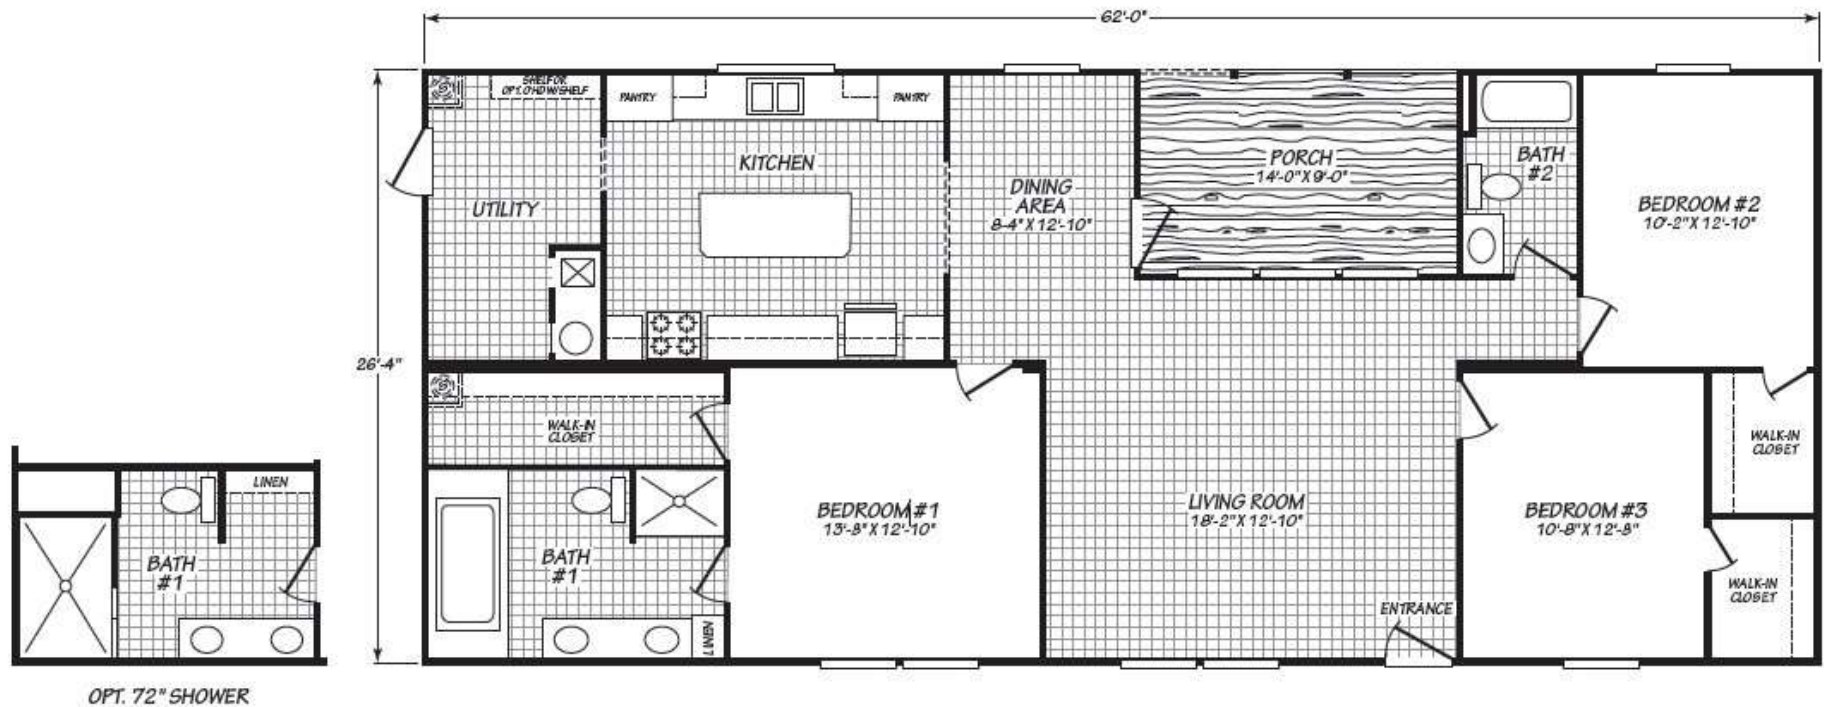 62'-0"
SHELF OR
OPT. OHD W/SHELF
PANTRY
PANTRY
KITCHEN
UTILITY
DINING
AREA
8'-4" X 12'-10"
PORCH
14'-0" X 9'-0"
BATH
#2
BEDROOM #2
10'-2" X 12'-10"
26'-4"
WALK-IN
CLOSET
BATH
#1
LINEN
BEDROOM #1
13'-8" X 12'-10"
LIVING ROOM
18'-2" X 12'-10"
ENTRANCE
BEDROOM #3
10'-8" X 12'-8"
WALK-IN
CLOSET
WALK-IN
CLOSET
LINEN
BATH
#1
OPT. 72" SHOWER